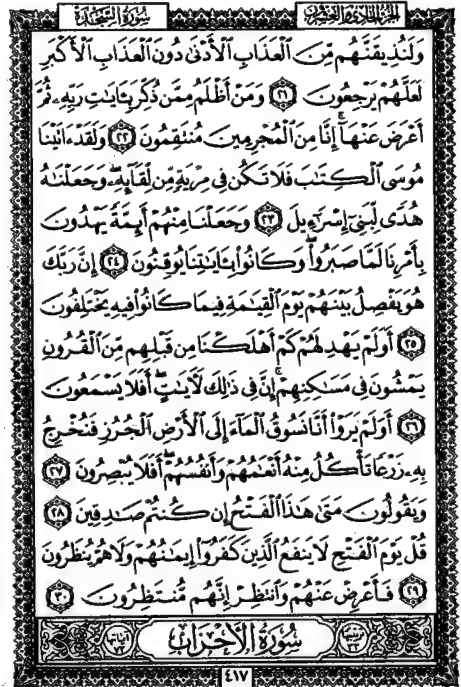 الجزء الحادي والعشرون سورة السجدة
وَلَنُذِيقَنَّهُم مِّنَ ٱلْعَذَابِ ٱلْأَدْنَىٰ دُونَ ٱلْعَذَابِ ٱلْأَكْبَرِ
لَعَلَّهُمْ يَرْجِعُونَ ٢١ وَمَنْ أَظْلَمُ مِمَّن ذُكِّرَ بِـَٔايَٰتِ رَبِّهِۦ ثُمَّ
أَعْرَضَ عَنْهَآ ۚ إِنَّا مِنَ ٱلْمُجْرِمِينَ مُنتَقِمُونَ ٢٢ وَلَقَدْ ءَاتَيْنَا
مُوسَى ٱلْكِتَٰبَ فَلَا تَكُن فِى مِرْيَةٍ مِّن لِّقَآئِهِۦ ۖ وَجَعَلْنَٰهُ
هُدًى لِّبَنِىٓ إِسْرَٰٓءِيلَ ٢٣ وَجَعَلْنَا مِنْهُمْ أَئِمَّةً يَهْدُونَ
بِأَمْرِنَا لَمَّا صَبَرُوا۟ ۖ وَكَانُوا۟ بِـَٔايَٰتِنَا يُوقِنُونَ ٢٤ إِنَّ رَبَّكَ
هُوَ يَفْصِلُ بَيْنَهُمْ يَوْمَ ٱلْقِيَٰمَةِ فِيمَا كَانُوا۟ فِيهِ يَخْتَلِفُونَ
٢٥ أَوَلَمْ يَهْدِ لَهُمْ كَمْ أَهْلَكْنَا مِن قَبْلِهِم مِّنَ ٱلْقُرُونِ
يَمْشُونَ فِى مَسَٰكِنِهِمْ ۚ إِنَّ فِى ذَٰلِكَ لَـَٔايَٰتٍ ۖ أَفَلَا يَسْمَعُونَ
٢٦ أَوَلَمْ يَرَوْا۟ أَنَّا نَسُوقُ ٱلْمَآءَ إِلَى ٱلْأَرْضِ ٱلْجُرُزِ فَنُخْرِجُ
بِهِۦ زَرْعًا تَأْكُلُ مِنْهُ أَنْعَٰمُهُمْ وَأَنفُسُهُمْ ۖ أَفَلَا يُبْصِرُونَ ٢٧
وَيَقُولُونَ مَتَىٰ هَٰذَا ٱلْفَتْحُ إِن كُنتُمْ صَٰدِقِينَ ٢٨
قُلْ يَوْمَ ٱلْفَتْحِ لَا يَنفَعُ ٱلَّذِينَ كَفَرُوٓا۟ إِيمَٰنُهُمْ وَلَا هُمْ يُنظَرُونَ
٢٩ فَأَعْرِضْ عَنْهُمْ وَٱنتَظِرْ إِنَّهُم مُّنتَظِرُونَ ٣٠
ترتيبها ٣٣ سُورَةُ الأَحْزَابِ آياتها ٧٣
٤١٧